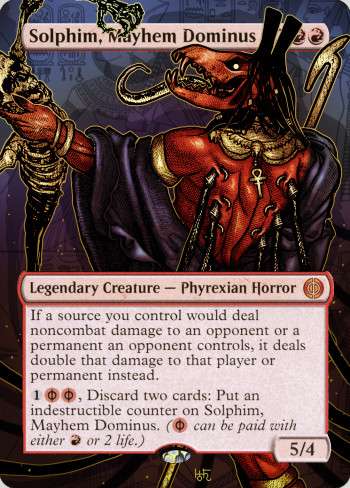 Solphim, Mayhem Dominus
Legendary Creature — Phyrexian Horror
If a source you control would deal
noncombat damage to an opponent or a
permanent an opponent controls, it deals
double that damage to that player or
permanent instead.
1, Discard two cards: Put an
indestructible counter on Solphim,
Mayhem Dominus. ( can be paid with
either or 2 life.)
5/4